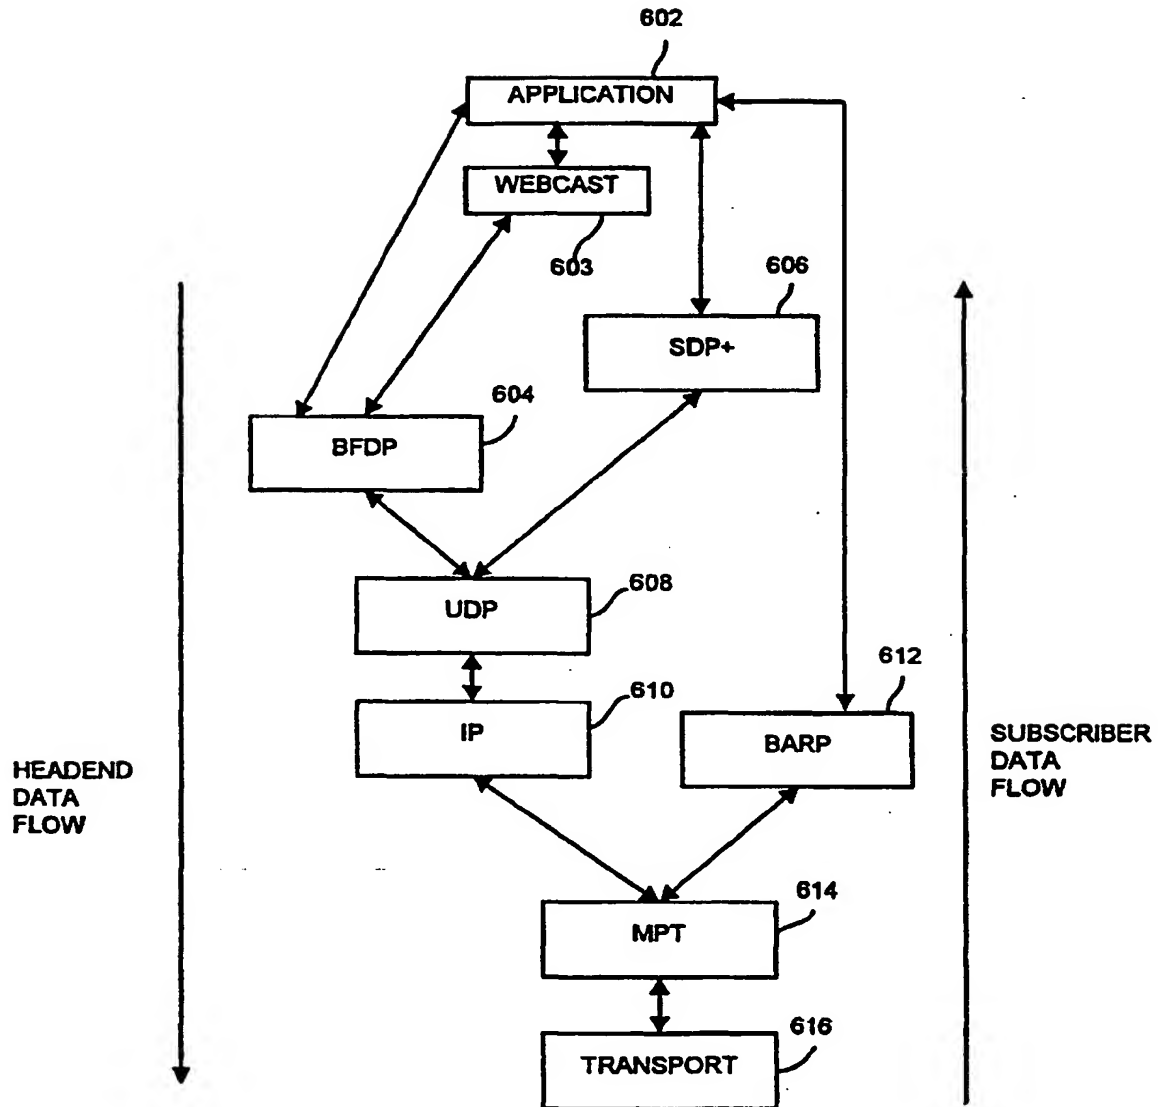 602
APPLICATION
WEBCAST
603
606
SDP+
604
BFDP
608
UDP
612
610
IP
BARP
SUBSCRIBER
DATA
FLOW
HEADEND
DATA
FLOW
614
MPT
616
TRANSPORT